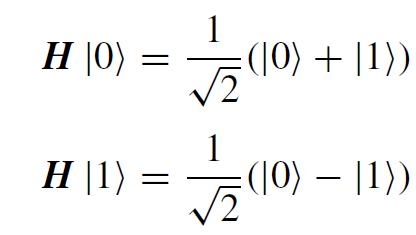 H |0⟩ = 1/√2 (|0⟩ + |1⟩)
H |1⟩ = 1/√2 (|0⟩ − |1⟩)